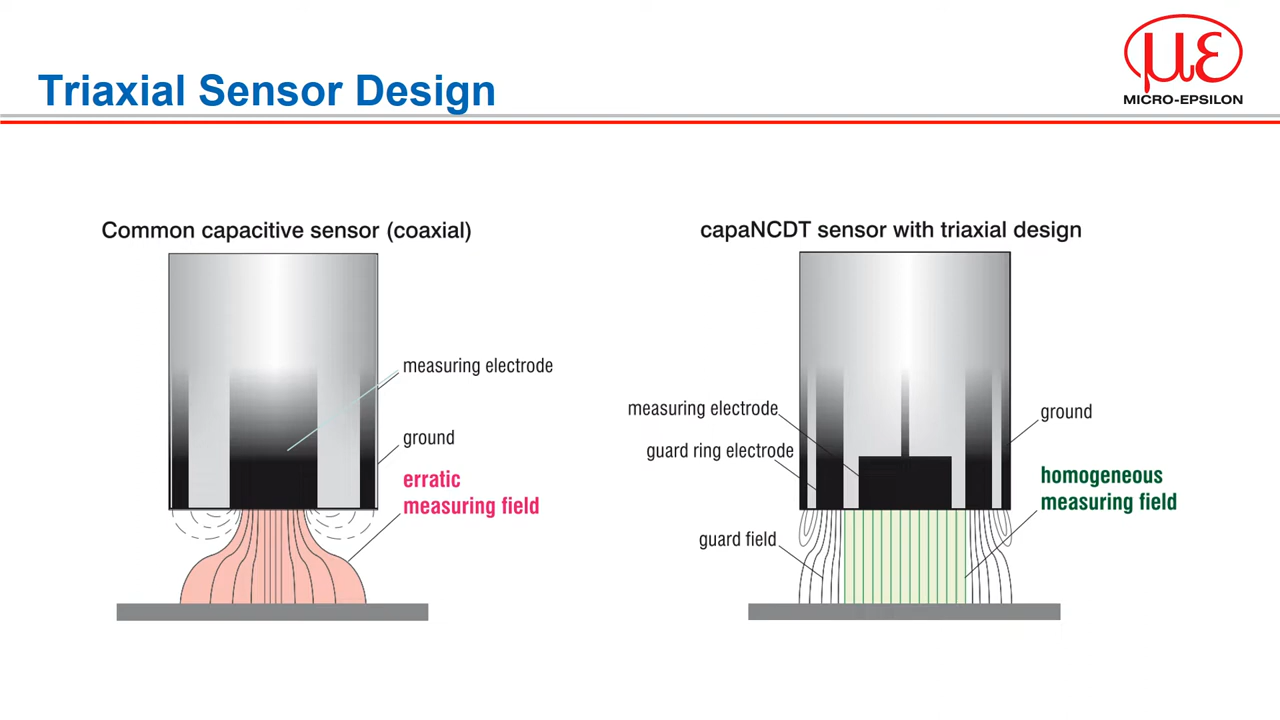 Triaxial Sensor Design
με
MICRO-EPSILON
Common capacitive sensor (coaxial)
measuring electrode
ground
erratic
measuring field
capaNCDT sensor with triaxial design
measuring electrode
guard ring electrode
guard field
ground
homogeneous
measuring field